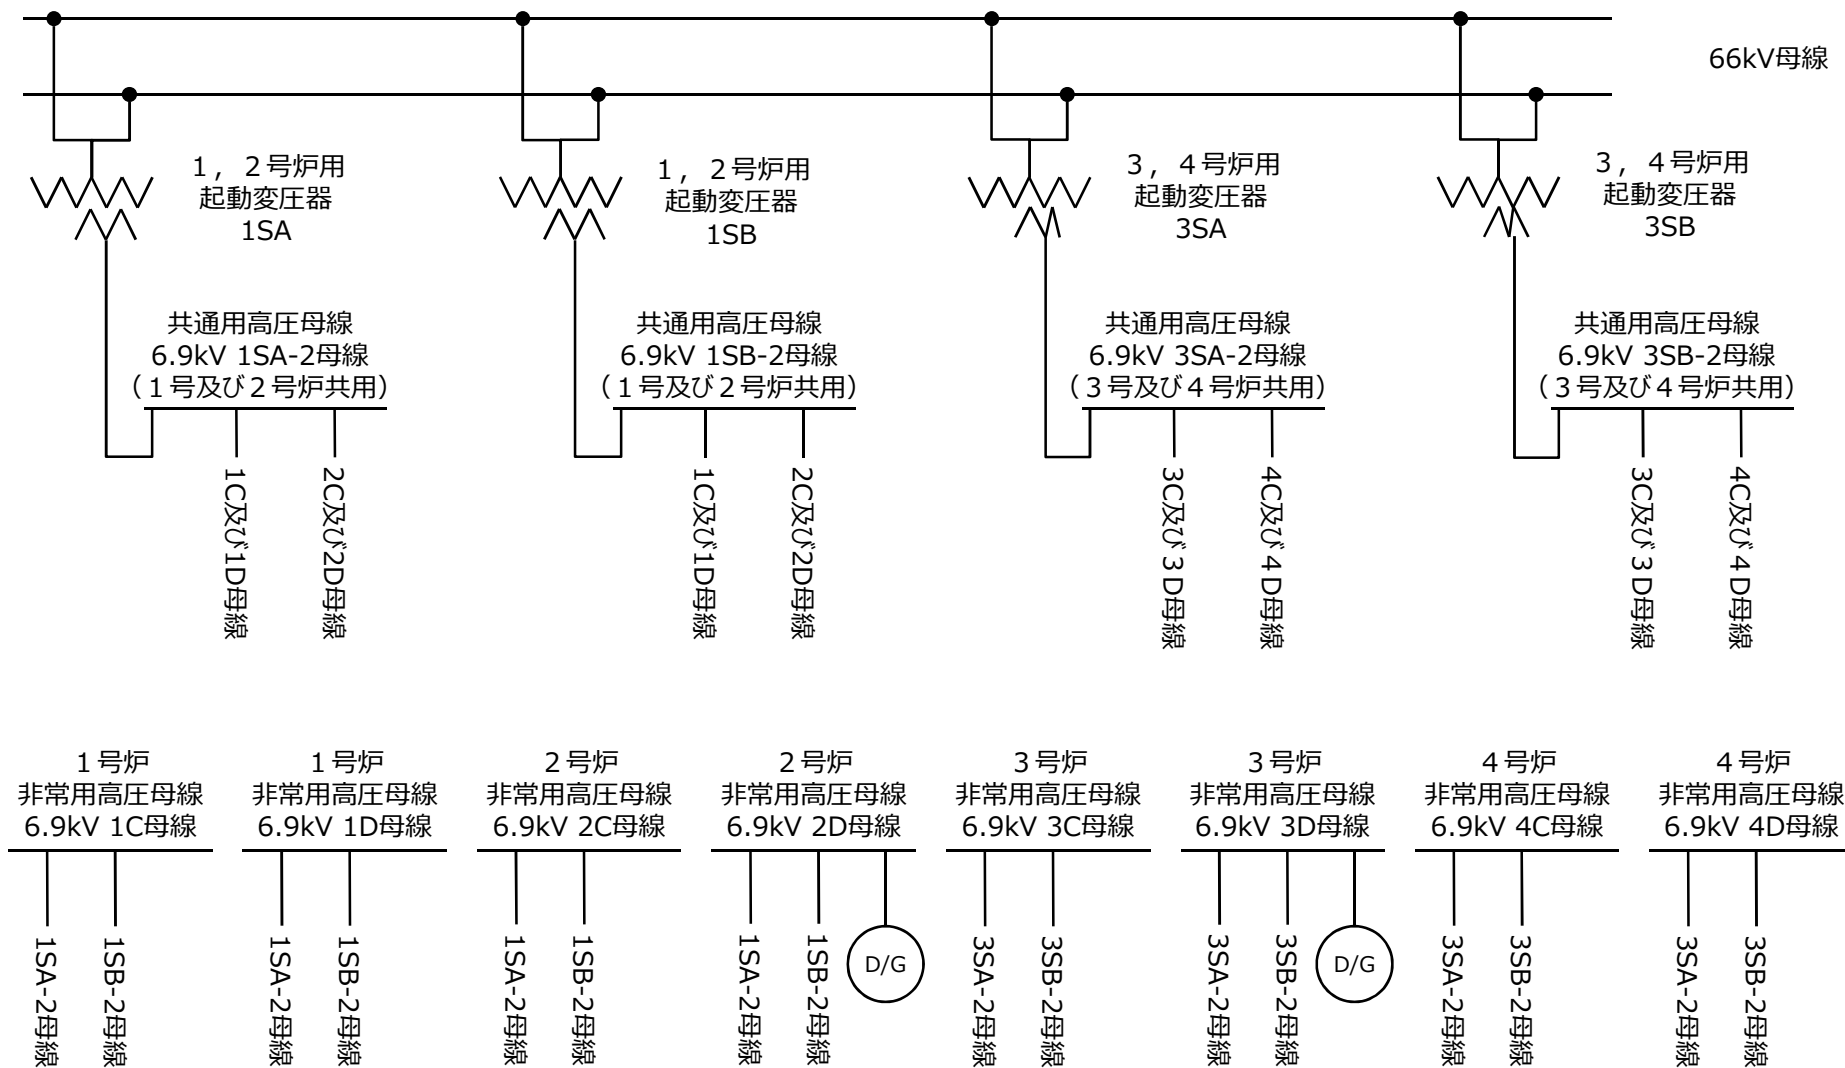 66kV母線
1，2号炉用
起動変圧器
1SA
1，2号炉用
起動変圧器
1SB
3，4号炉用
起動変圧器
3SA
3，4号炉用
起動変圧器
3SB
共通用高圧母線
6.9kV 1SA-2母線
（1号及び2号炉共用）
共通用高圧母線
6.9kV 1SB-2母線
（1号及び2号炉共用）
共通用高圧母線
6.9kV 3SA-2母線
（3号及び4号炉共用）
共通用高圧母線
6.9kV 3SB-2母線
（3号及び4号炉共用）
1C及び1D母線
2C及び2D母線
1C及び1D母線
2C及び2D母線
3C及び3D母線
4C及び4D母線
3C及び3D母線
4C及び4D母線
1号炉
非常用高圧母線
6.9kV 1C母線
1号炉
非常用高圧母線
6.9kV 1D母線
2号炉
非常用高圧母線
6.9kV 2C母線
2号炉
非常用高圧母線
6.9kV 2D母線
3号炉
非常用高圧母線
6.9kV 3C母線
3号炉
非常用高圧母線
6.9kV 3D母線
4号炉
非常用高圧母線
6.9kV 4C母線
4号炉
非常用高圧母線
6.9kV 4D母線
1SA-2母線
1SB-2母線
1SA-2母線
1SB-2母線
1SA-2母線
1SB-2母線
1SA-2母線
1SB-2母線
D/G
3SA-2母線
3SB-2母線
3SA-2母線
3SB-2母線
D/G
3SA-2母線
3SB-2母線
3SA-2母線
3SB-2母線